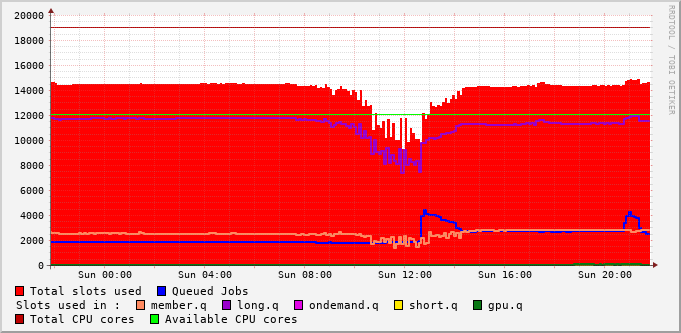 20000
18000
16000
14000
12000
10000
8000
6000
4000
2000
0
Sun 00:00 Sun 04:00 Sun 08:00 Sun 12:00 Sun 16:00 Sun 20:00
Total slots used Queued Jobs
Slots used in : member.q long.q ondemand.q short.q gpu.q
Total CPU cores Available CPU cores
RRDTOOL / TOBI OETIKER